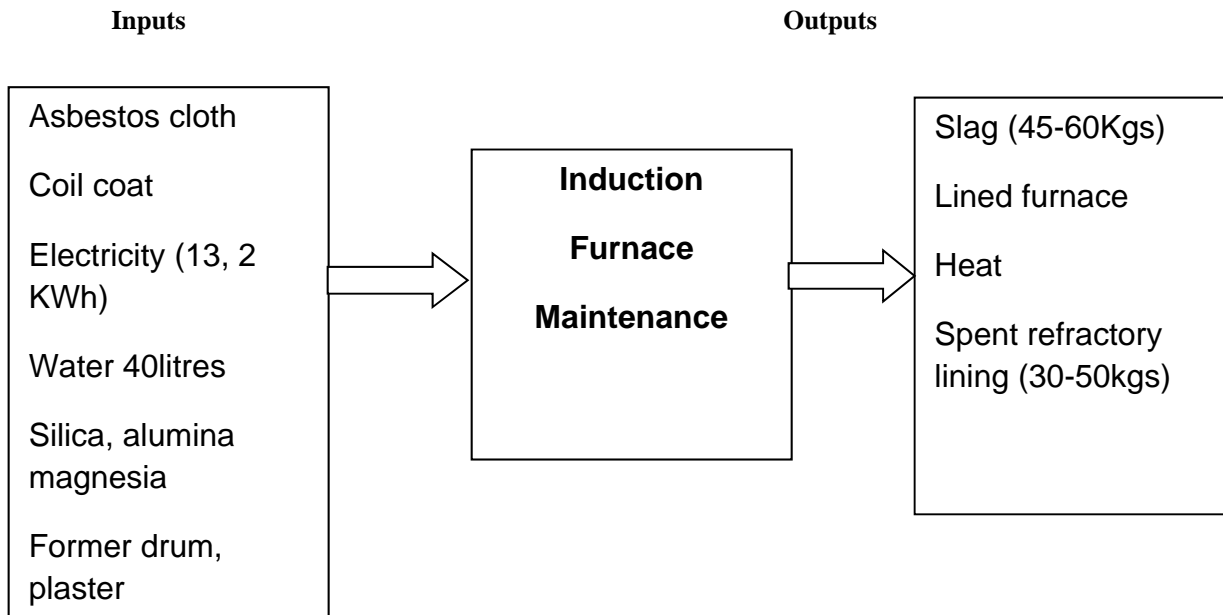 Inputs
Outputs
Asbestos cloth
Coil coat
Electricity (13, 2
KWh)
Water 40litres
Silica, alumina
magnesia
Former drum,
plaster
Induction
Furnace
Maintenance
Slag (45-60Kgs)
Lined furnace
Heat
Spent refractory
lining (30-50kgs)